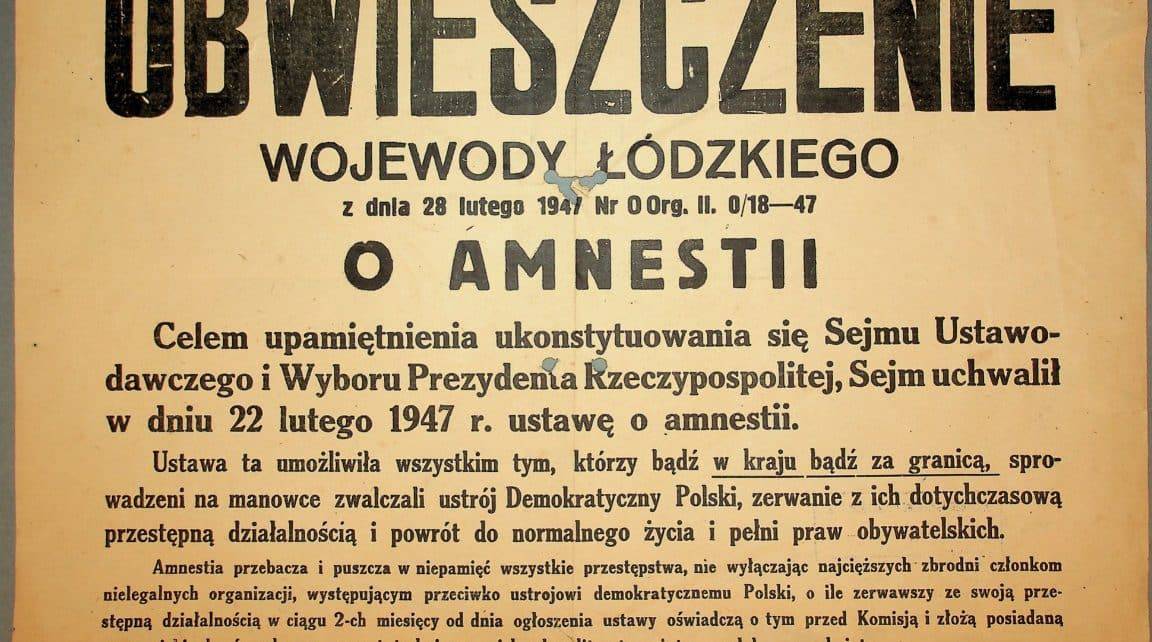 OBWIESZCZENIE
WOJEWODY ŁÓDZKIEGO
z dnia 28 lutego 1947 Nr O Org. II. 0/18—47
O AMNESTII
Celem upamiętnienia ukonstytuowania się Sejmu Ustawo-
dawczego i Wyboru Prezydenta Rzeczypospolitej, Sejm uchwalił
w dniu 22 lutego 1947 r. ustawę o amnestii.
Ustawa ta umożliwiła wszystkim tym, którzy bądź w kraju bądź za granicą, spro-
wadzeni na manowce zwalczali ustrój Demokratyczny Polski, zerwanie z ich dotychczasową
przestępną działalnością i powrót do normalnego życia i pełni praw obywatelskich.
Amnestia przebacza i puszcza w niepamięć wszystkie przestępstwa, nie wyłączając najcięższych zbrodni członkom
nielegalnych organizacji, występującym przeciwko ustrojowi demokratycznemu Polski, o ile zerwawszy ze swoją prze-
stępną działalnością w ciągu 2-ch miesięcy od dnia ogłoszenia ustawy oświadczą o tym przed Komisją i złożą posiadaną